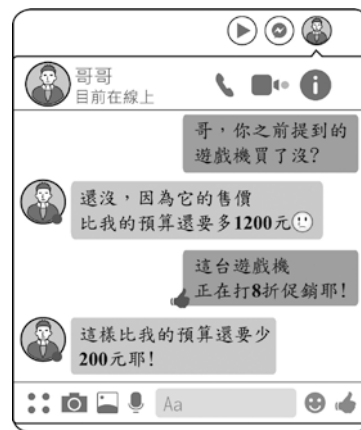 哥哥
目前在線上
哥，你之前提到的
遊戲機買了沒?
還沒，因為它的售價
比我的預算還要多1200元
這台遊戲機
正在打8折促銷耶!
這樣比我的預算還要少
200元耶!
Aa